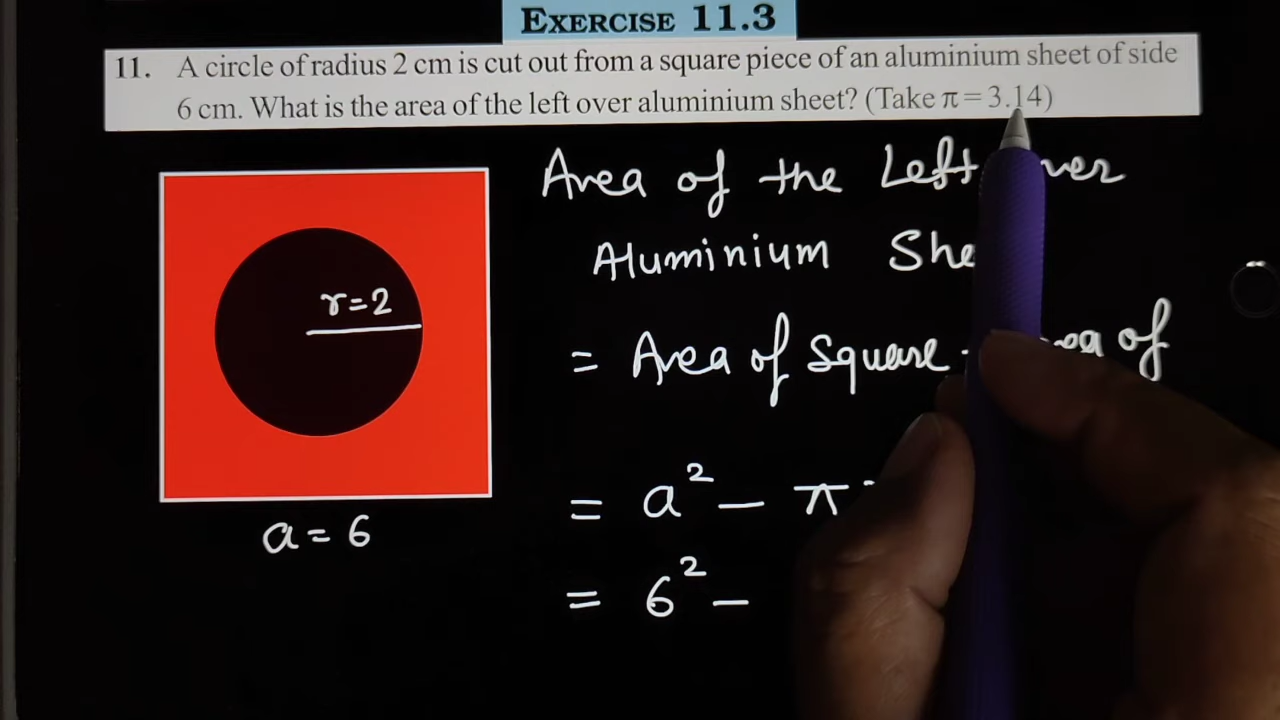 EXERCISE 11.3
11. A circle of radius 2 cm is cut out from a square piece of an aluminium sheet of side
6 cm. What is the area of the left over aluminium sheet? (Take π = 3.14)
Area of the Left
Aluminium
= Area of Square - of
r=2
= a² - π
a = 6
= 6² -